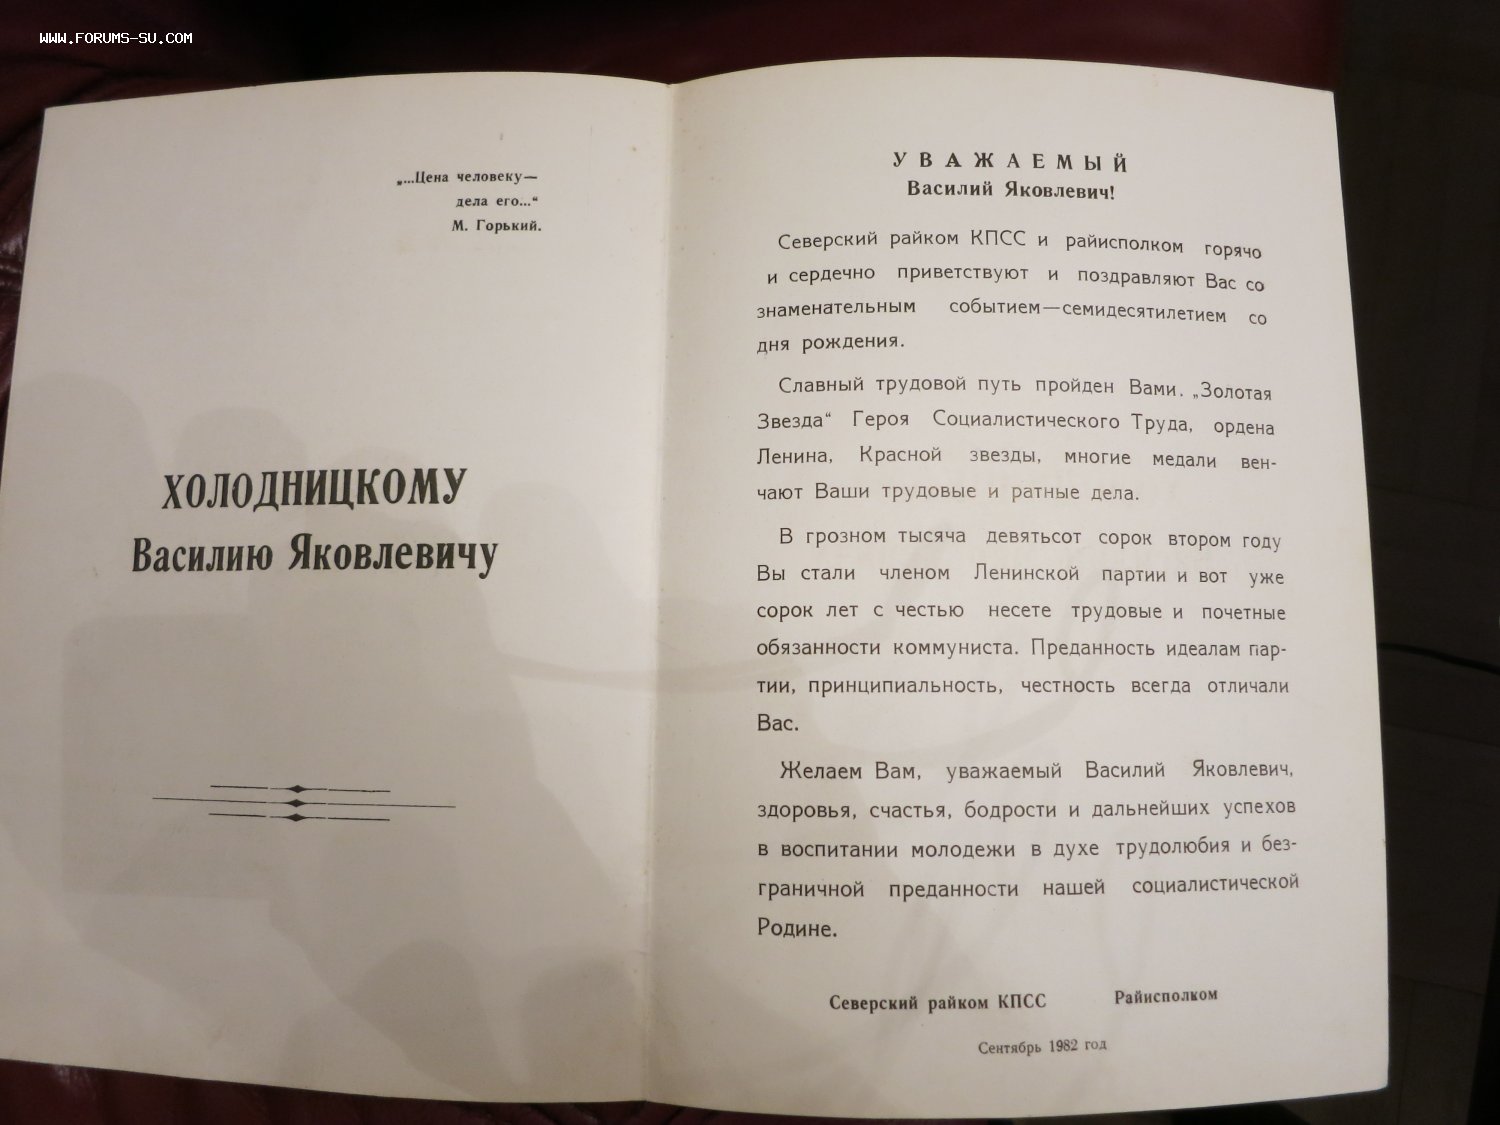 WWW.FORUMS-SU.COM
„...Цена человеку—
дела его...“
М. Горький.
ХОЛОДНИЦКОМУ
Василию Яковлевичу
УВАЖАЕМЫЙ
Василий Яковлевич!
Северский райком КПСС и райисполком горячо
и сердечно приветствуют и поздравляют Вас со
знаменательным событием—семидесятилетием со
дня рождения.
Славный трудовой путь пройден Вами. „Золотая
Звезда“ Героя Социалистического Труда, ордена
Ленина, Красной звезды, многие медали вен-
чают Ваши трудовые и ратные дела.
В грозном тысяча девятьсот сорок втором году
Вы стали членом Ленинской партии и вот уже
сорок лет с честью несете трудовые и почетные
обязанности коммуниста. Преданность идеалам пар-
тии, принципиальность, честность всегда отличали
Вас.
Желаем Вам, уважаемый Василий Яковлевич,
здоровья, счастья, бодрости и дальнейших успехов
в воспитании молодежи в духе трудолюбия и без-
граничной преданности нашей социалистической
Родине.
Северский райком КПСС Райисполком
Сентябрь 1982 год